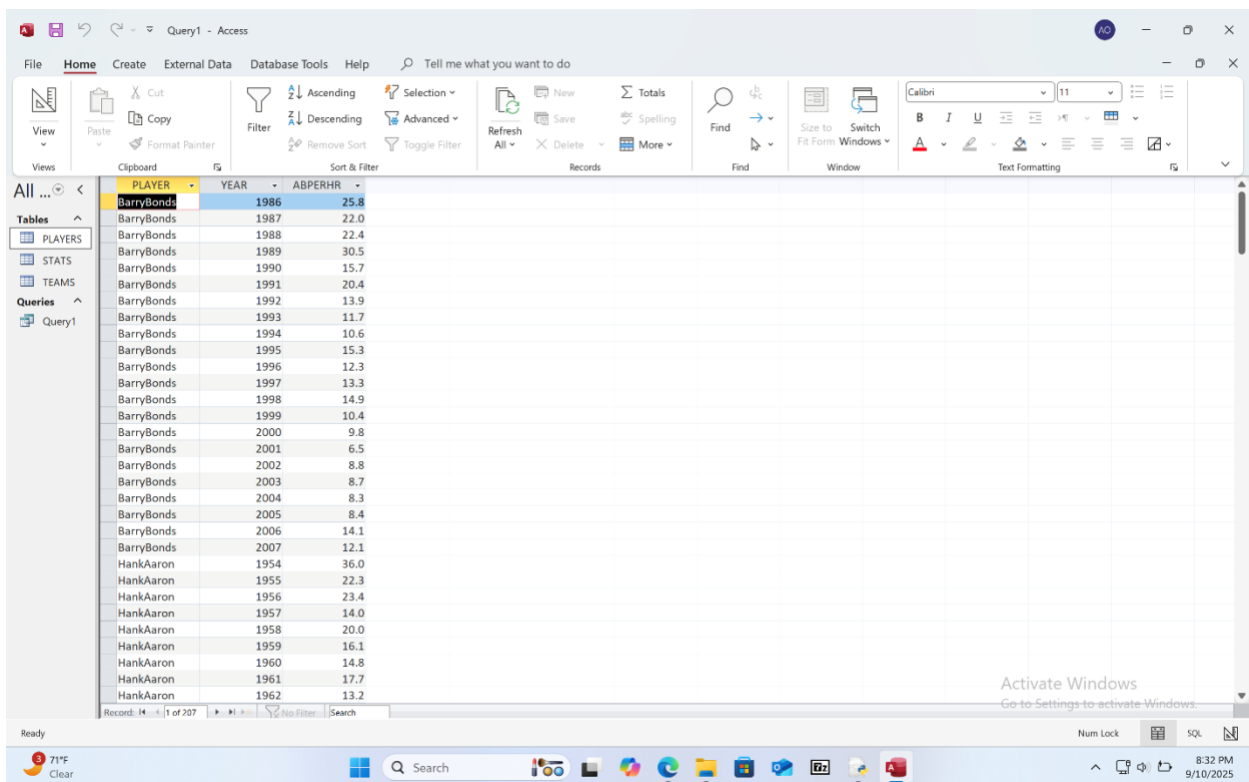 Query1 - Access
AO
File Home Create External Data Database Tools Help Tell me what you want to do
View
Views
Paste
Cut
Copy
Format Painter
Clipboard
Filter
Ascending
Descending
Remove Sort
Selection
Advanced
Toggle Filter
Sort & Filter
Refresh
All
New
Save
Delete
Totals
Spelling
More
Records
Find
Find
Size to
Fit Form
Switch
Windows
Window
Calibri 11
B I U
A
Text Formatting
All ...
Tables
PLAYERS
STATS
TEAMS
Queries
Query1
PLAYER YEAR ABPERHR
BarryBonds 1986 25.8
BarryBonds 1987 22.0
BarryBonds 1988 22.4
BarryBonds 1989 30.5
BarryBonds 1990 15.7
BarryBonds 1991 20.4
BarryBonds 1992 13.9
BarryBonds 1993 11.7
BarryBonds 1994 10.6
BarryBonds 1995 15.3
BarryBonds 1996 12.3
BarryBonds 1997 13.3
BarryBonds 1998 14.9
BarryBonds 1999 10.4
BarryBonds 2000 9.8
BarryBonds 2001 6.5
BarryBonds 2002 8.8
BarryBonds 2003 8.7
BarryBonds 2004 8.3
BarryBonds 2005 8.4
BarryBonds 2006 14.1
BarryBonds 2007 12.1
HankAaron 1954 36.0
HankAaron 1955 22.3
HankAaron 1956 23.4
HankAaron 1957 14.0
HankAaron 1958 20.0
HankAaron 1959 16.1
HankAaron 1960 14.8
HankAaron 1961 17.7
HankAaron 1962 13.2
Activate Windows
Go to Settings to activate Windows.
Record: 1 of 207 No Filter Search
Ready Num Lock SQL
3 71°F
Clear
Search
8:32 PM
9/10/2025